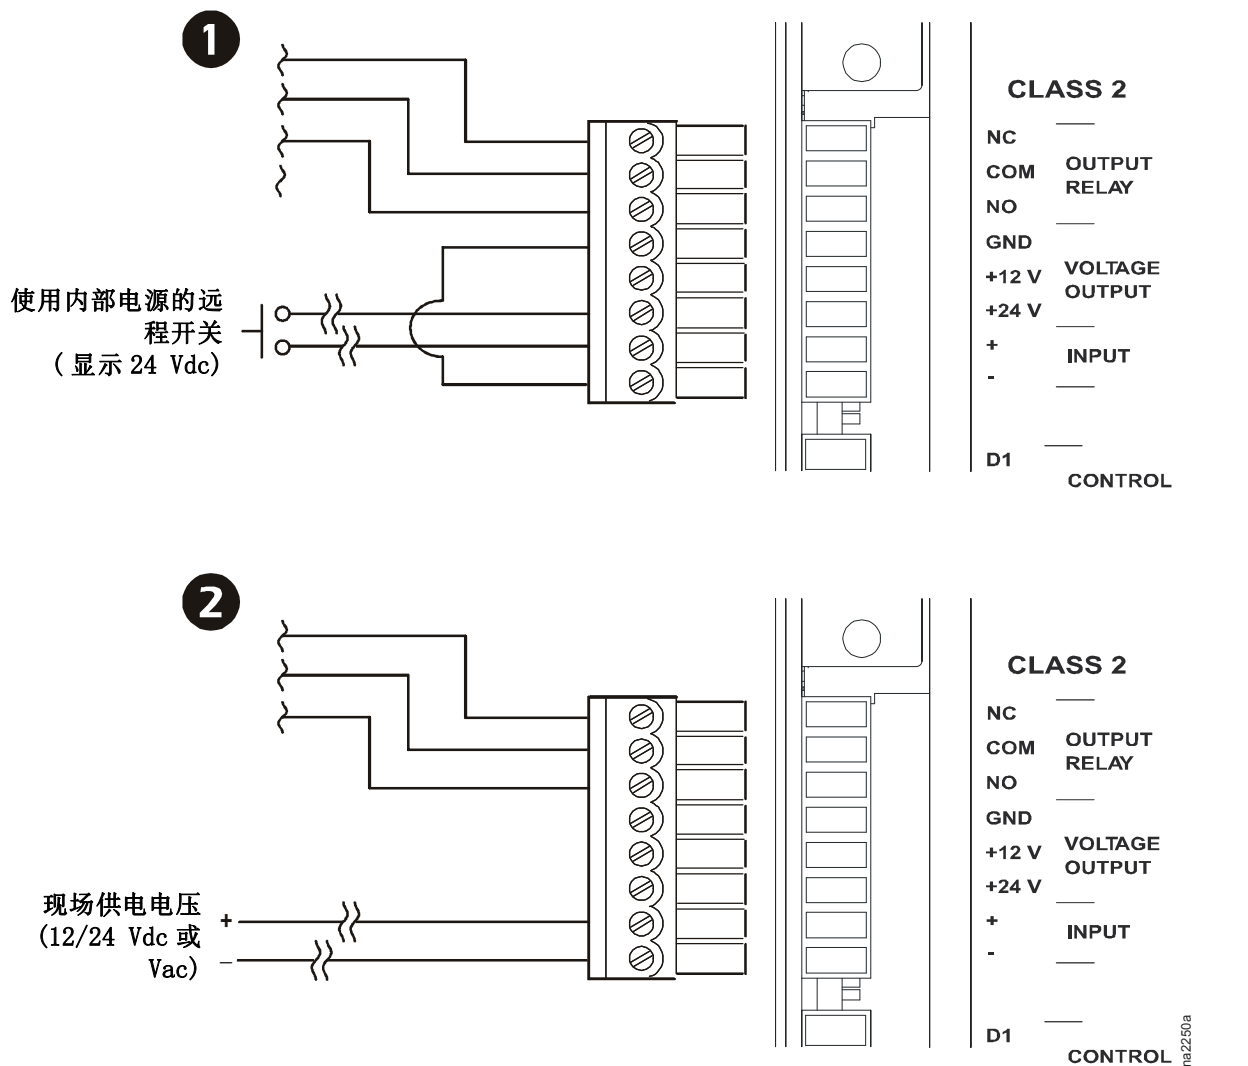 1
CLASS 2
NC
COM
NO
OUTPUT
RELAY
GND
+12 V
+24 V
VOLTAGE
OUTPUT
+
-
INPUT
D1
CONTROL
使用内部电源的远
程开关
(显示 24 Vdc)
2
CLASS 2
NC
COM
NO
OUTPUT
RELAY
GND
+12 V
+24 V
VOLTAGE
OUTPUT
+
-
INPUT
D1
CONTROL
现场供电电压
(12/24 Vdc 或
Vac)
+
–
na2250a